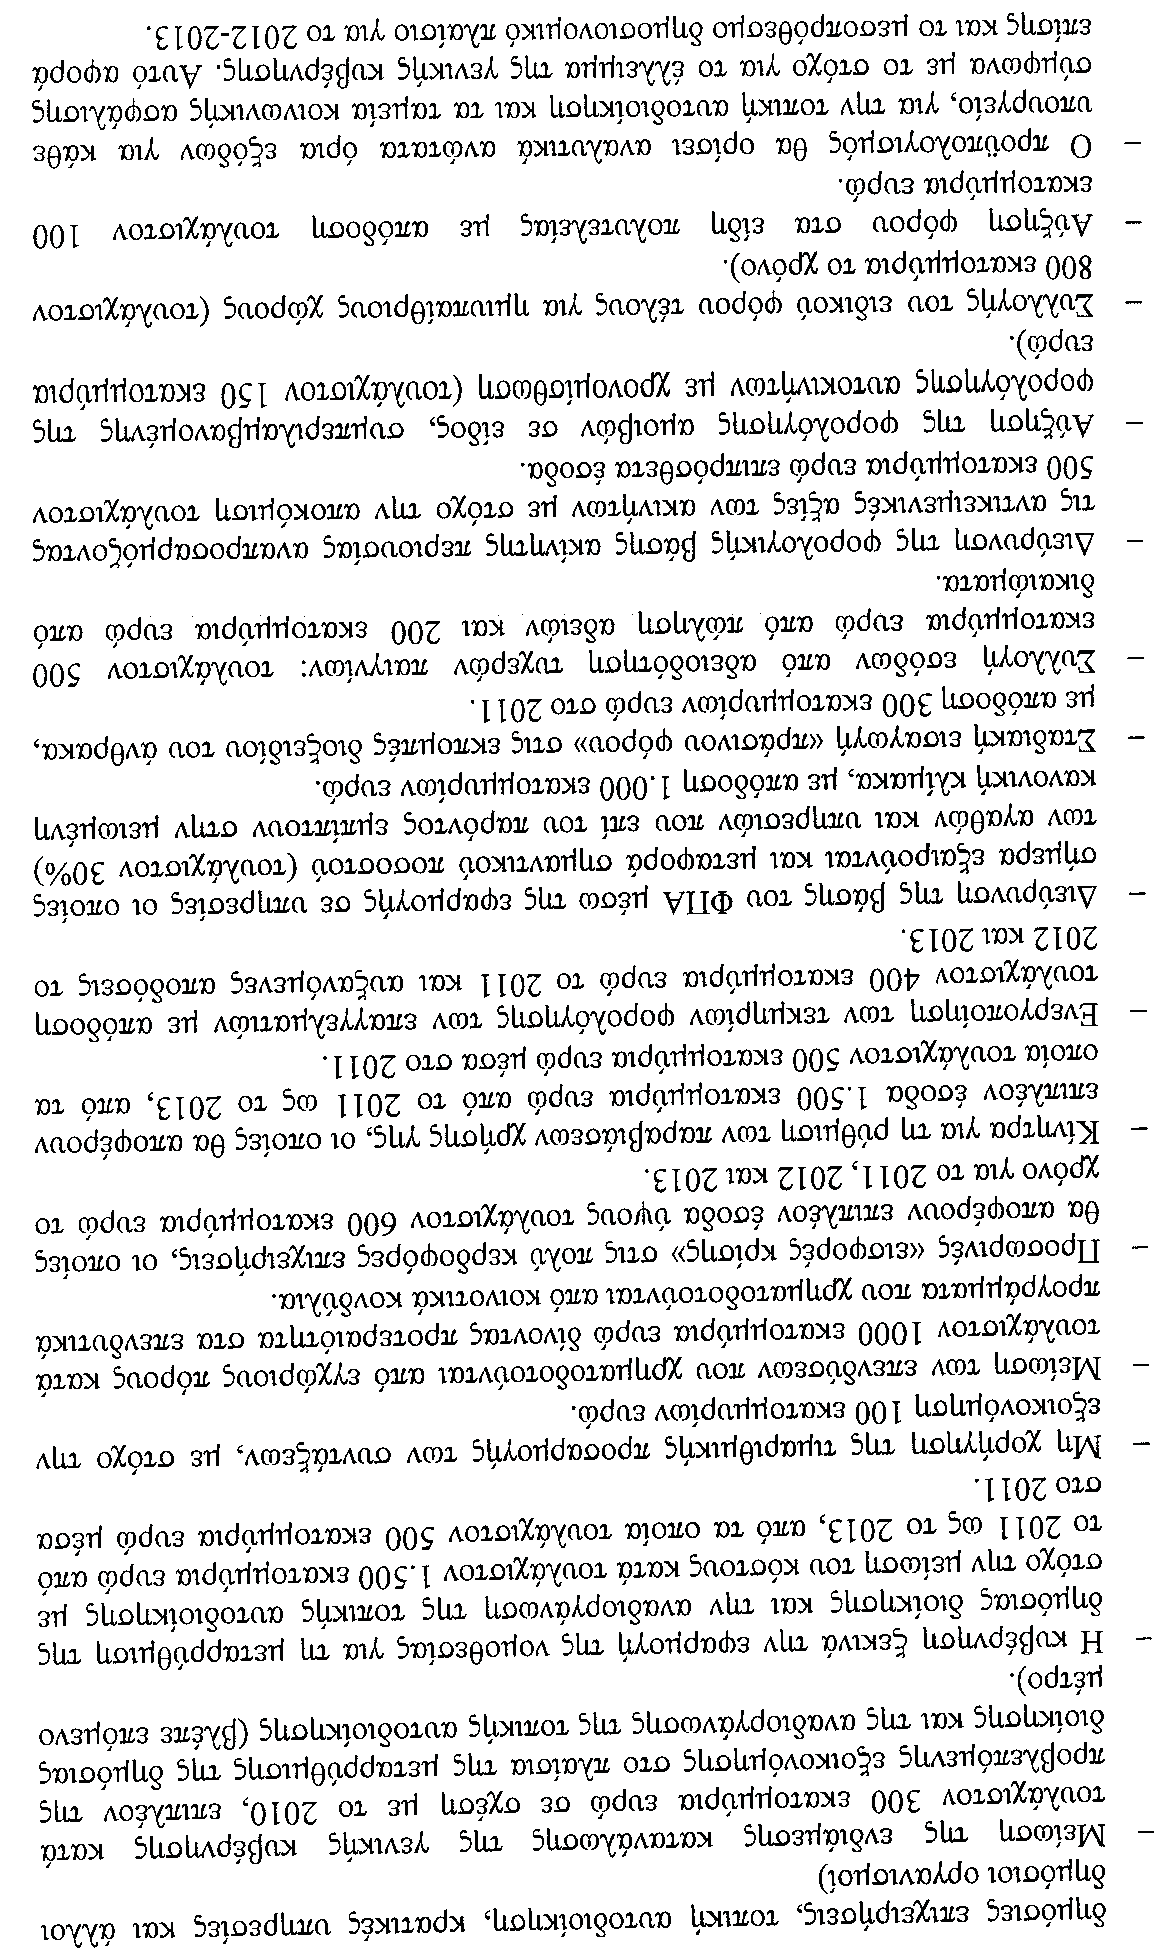 δημόσιες επιχειρήσεις, τοπική αυτοδιοίκηση, κρατικές υπηρεσίες και άλλοι
δημόσιοι οργανισμοί)
– Μείωση της ενδιάμεσης κατανάλωσης της γενικής κυβέρνησης κατά
τουλάχιστον 300 εκατομμύρια ευρώ σε σχέση με το 2010, επιπλέον της
προβλεπόμενης εξοικονόμησης στο πλαίσια της μεταρρύθμισης της δημόσιας
διοίκησης και της αναδιοργάνωσης της τοπικής αυτοδιοίκησης (βλέπε επόμενο
μέτρο).
– Η κυβέρνηση ξεκινά την εφαρμογή της νομοθεσίας για τη μεταρρύθμιση της
δημόσιας διοίκησης και την αναδιοργάνωση της τοπικής αυτοδιοίκησης με
στόχο την μείωση του κόστους κατά τουλάχιστον 1.500 εκατομμύρια ευρώ από
το 2011 ως το 2013, από τα οποία τουλάχιστον 500 εκατομμύρια ευρώ μέσα
στο 2011.
– Μη χορήγηση της τιμαριθμικής προσαρμογής των συντάξεων, με στόχο την
εξοικονόμηση 100 εκατομμυρίων ευρώ.
– Μείωση των επενδύσεων που χρηματοδοτούνται από εγχώριους πόρους κατά
τουλάχιστον 1000 εκατομμύρια ευρώ δίνοντας προτεραιότητα στα επενδυτικά
προγράμματα που χρηματοδοτούνται από κοινοτικά κονδύλια.
– Προσωρινές «εισφορές κρίσης» στις πολύ κερδοφόρες επιχειρήσεις, οι οποίες
θα αποφέρουν επιπλέον έσοδα ύψους τουλάχιστον 600 εκατομμύρια ευρώ το
χρόνο για το 2011, 2012 και 2013.
– Κίνητρα για τη ρύθμιση των παραβιάσεων χρήσης γης, οι οποίες θα αποφέρουν
επιπλέον έσοδα 1.500 εκατομμύρια ευρώ από το 2011 ως το 2013, από τα
οποία τουλάχιστον 500 εκατομμύρια ευρώ μέσα στο 2011.
– Ενεργοποίηση των τεκμηρίων φορολόγησης των επαγγελματιών με απόδοση
τουλάχιστον 400 εκατομμύρια ευρώ το 2011 και αυξανόμενες αποδόσεις το
2012 και 2013.
– Διεύρυνση της βάσης του ΦΠΑ μέσω της εφαρμογής σε υπηρεσίες οι οποίες
σήμερα εξαιρούνται και μεταφορά σημαντικού ποσοστού (τουλάχιστον 30%)
των αγαθών και υπηρεσιών που επί του παρόντος εμπίπτουν στην μειωμένη
κανονική κλίμακα, με απόδοση 1.000 εκατομμυρίων ευρώ.
– Σταδιακή εισαγωγή «πράσινου φόρου» στις εκπομπές διοξειδίου του άνθρακα,
με απόδοση 300 εκατομμυρίων ευρώ στο 2011.
– Συλλογή εσόδων από αδειοδότηση τυχερών παιγνίων: τουλάχιστον 500
εκατομμύρια ευρώ από πώληση αδειών και 200 εκατομμύρια ευρώ από
δικαιώματα.
– Διεύρυνση της φορολογικής βάσης ακίνητης περιουσίας αναπροσαρμόζοντας
τις αντικειμενικές αξίες των ακινήτων με στόχο την αποκόμιση τουλάχιστον
500 εκατομμύρια ευρώ επιπρόσθετα έσοδα.
– Αύξηση της φορολόγησης αμοιβών σε είδος, συμπεριλαμβανομένης της
φορολόγησης αυτοκινήτων με χρονομίσθωση (τουλάχιστον 150 εκατομμύρια
ευρώ).
– Συλλογής του ειδικού φόρου τέλους για ημιυπαίθριους χώρους (τουλάχιστον
800 εκατομμύρια το χρόνο).
– Αύξηση φόρου στα είδη πολυτελείας με απόδοση τουλάχιστον 100
εκατομμύρια ευρώ.
– Ο προϋπολογισμός θα ορίσει αναλυτικά ανώτατα όρια εξόδων για κάθε
υπουργείο, για την τοπική αυτοδιοίκηση και τα ταμεία κοινωνικής ασφάλισης
σύμφωνα με το στόχο για το έλλειμμα της γενικής κυβέρνησης. Αυτό αφορά
επίσης και το μεσοπρόθεσμο δημοσιονομικό πλαίσιο για το 2012-2013.